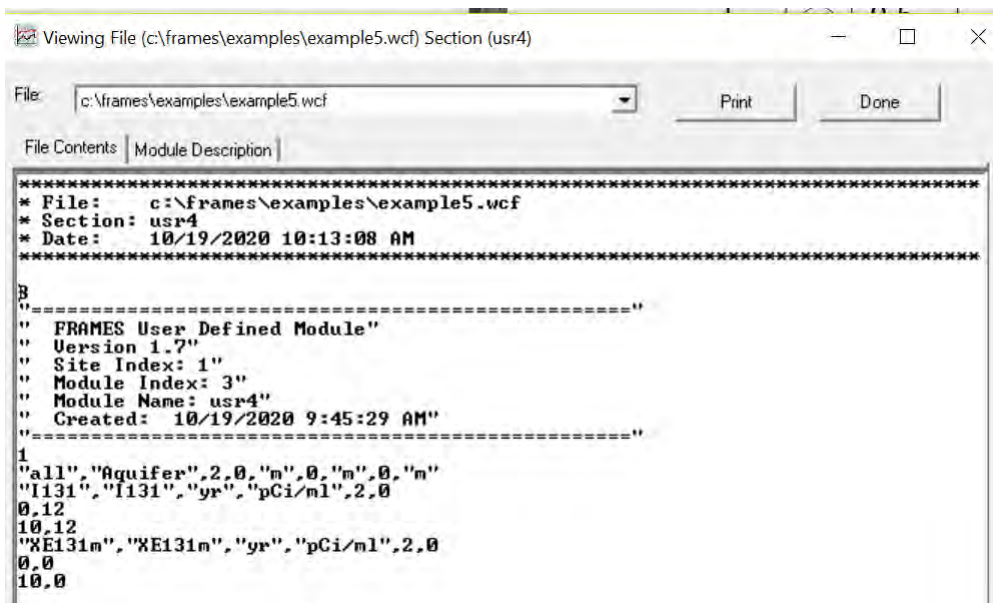 Viewing File (c:\frames\examples\example5.wcf) Section (usr4)
File: c:\frames\examples\example5.wcf Print Done
File Contents Module Description
********************************************************************************
* File: c:\frames\examples\example5.wcf
* Section: usr4
* Date: 10/19/2020 10:13:08 AM
********************************************************************************
8
"=================================================="
" FRAMES User Defined Module"
" Version 1.7"
" Site Index: 1"
" Module Index: 3"
" Module Name: usr4"
" Created: 10/19/2020 9:45:29 AM"
"=================================================="
1
"all","Aquifer",2,0,"m",0,"m",0,"m"
"I131","I131","yr","pCi/ml",2,0
0,12
10,12
"XE131m","XE131m","yr","pCi/ml",2,0
0,0
10,0